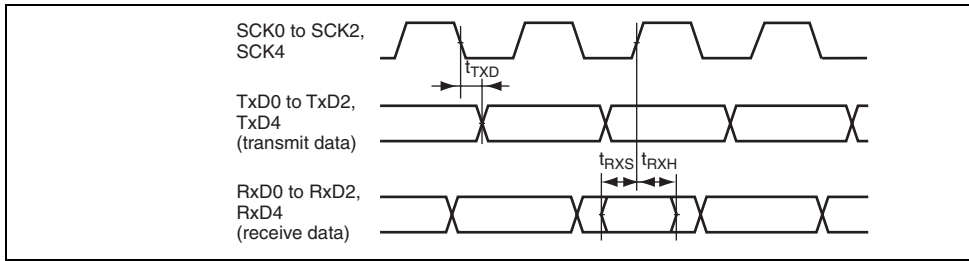 SCK0 to SCK2,
SCK4
tTXD
TxD0 to TxD2,
TxD4
(transmit data)
tRXS tRXH
RxD0 to RxD2,
RxD4
(receive data)